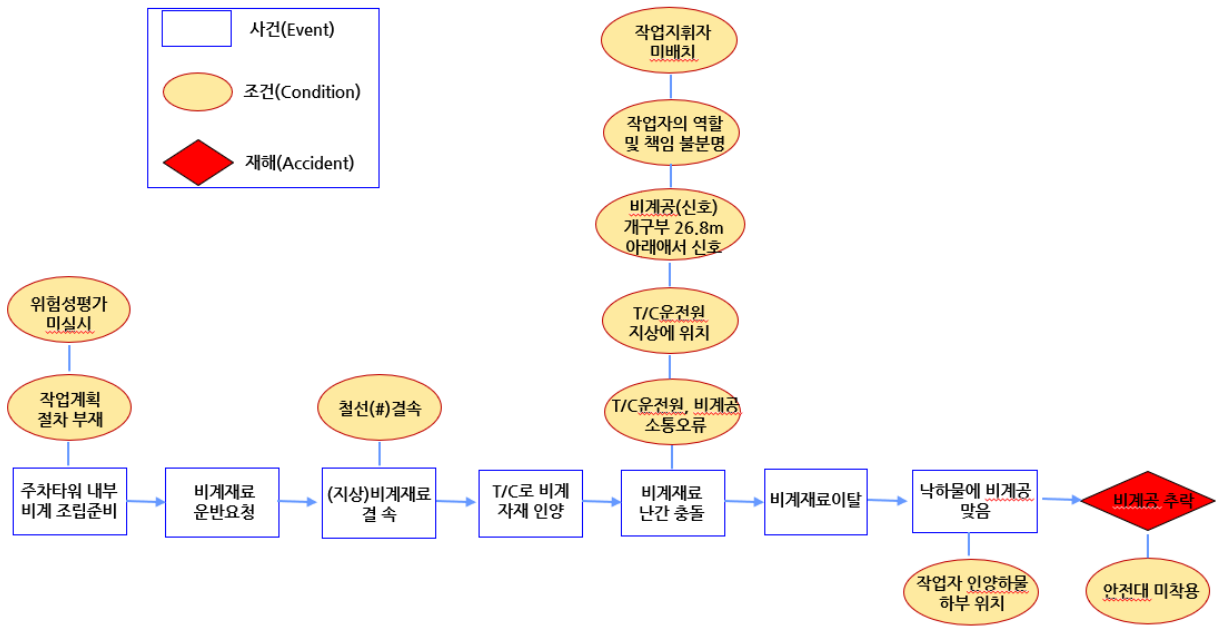 사건(Event)
조건(Condition)
재해(Accident)
작업지휘자
미배치
작업자의 역할
및 책임 불분명
비계공(신호)
개구부 26.8m
아래애서 신호
T/C운전원
지상에 위치
T/C운전원, 비계공
소통오류
위험성평가
미실시
작업계획
절차 부재
철선(#)결속
주차타워 내부
비계 조립준비
비계재료
운반요청
(지상)비계재료
결 속
T/C로 비계
자재 인양
비계재료
난간 충돌
비계재료이탈
낙하물에 비계공
맞음
비계공 추락
작업자 인양하물
하부 위치
안전대 미착용